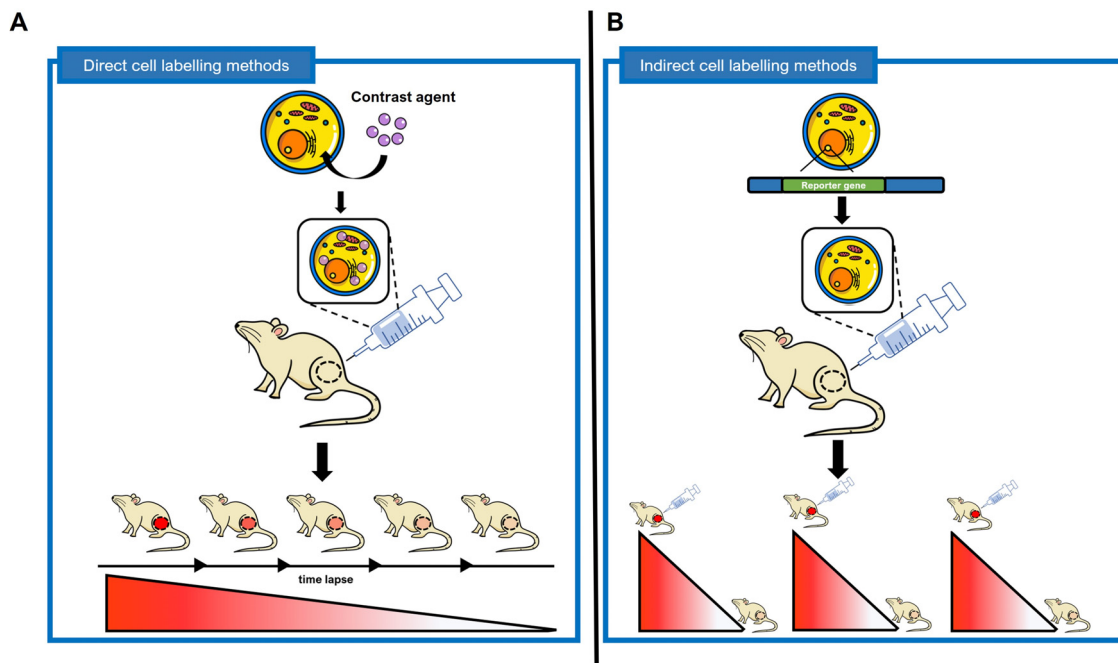 A
Direct cell labelling methods
Contrast agent
time lapse
B
Indirect cell labelling methods
Reporter gene